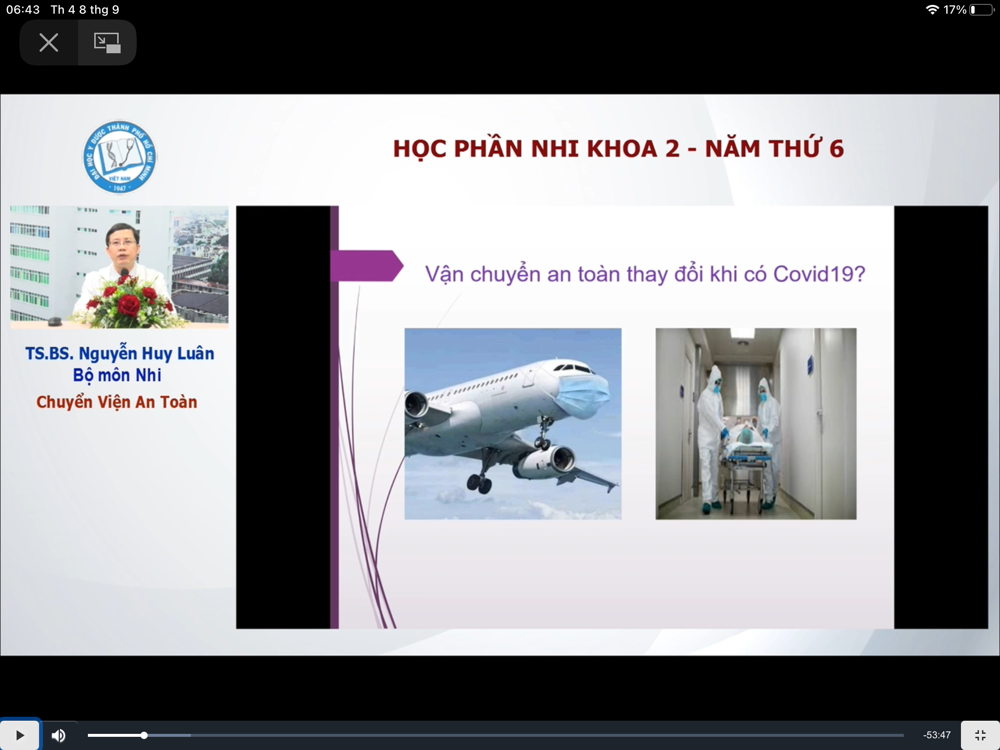 06:43 Th 4 8 thg 9
17%
ĐẠI HỌC Y DƯỢC THÀNH PHỐ HỒ CHÍ MINH
VIỆT NAM
1947
HỌC PHẦN NHI KHOA 2 - NĂM THỨ 6
Vận chuyển an toàn thay đổi khi có Covid19?
TS.BS. Nguyễn Huy Luân
Bộ môn Nhi
Chuyển Viện An Toàn
-53:47